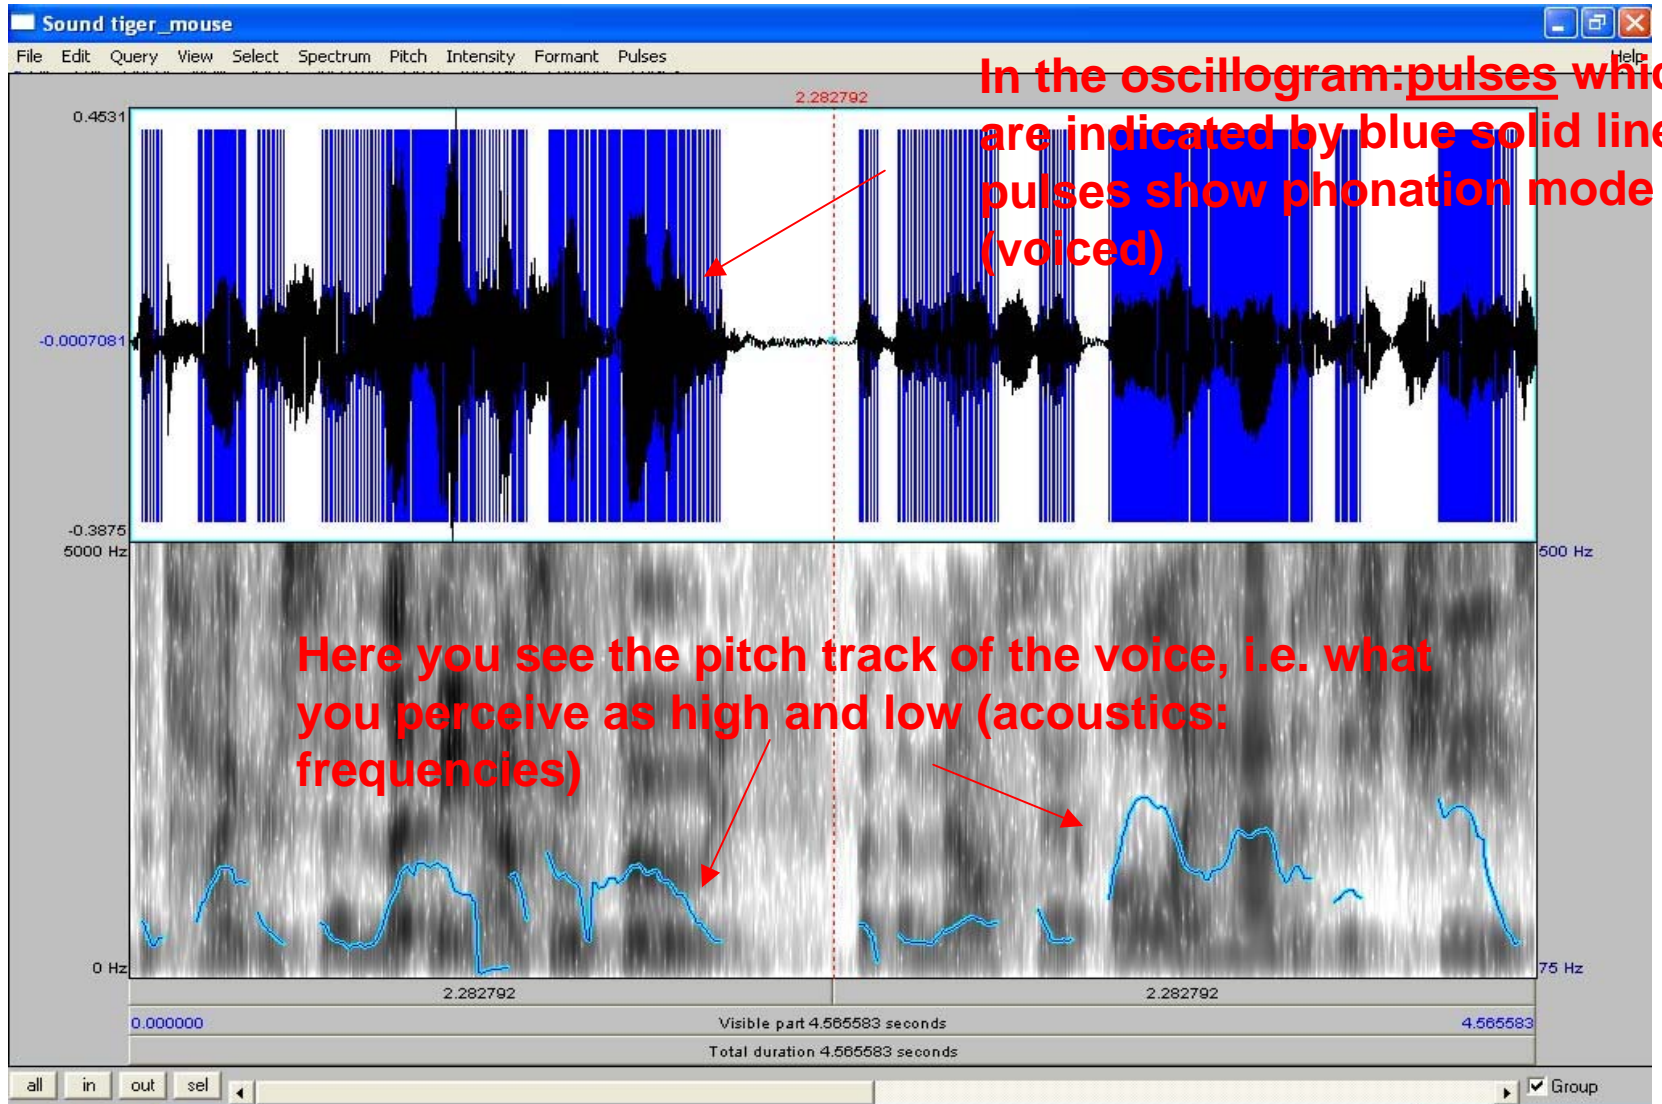 Sound tiger_mouse
File Edit Query View Select Spectrum Pitch Intensity Formant Pulses Help
In the oscillogram:pulses whic
are indicated by blue solid line
pulses show phonation mode
(voiced)
2.282792
0.4531
-0.0007081
-0.3875
5000 Hz
500 Hz
Here you see the pitch track of the voice, i.e. what
you perceive as high and low (acoustics:
frequencies)
0 Hz
75 Hz
2.282792 2.282792
0.000000 Visible part 4.565583 seconds 4.565583
Total duration 4.565583 seconds
all in out sel Group